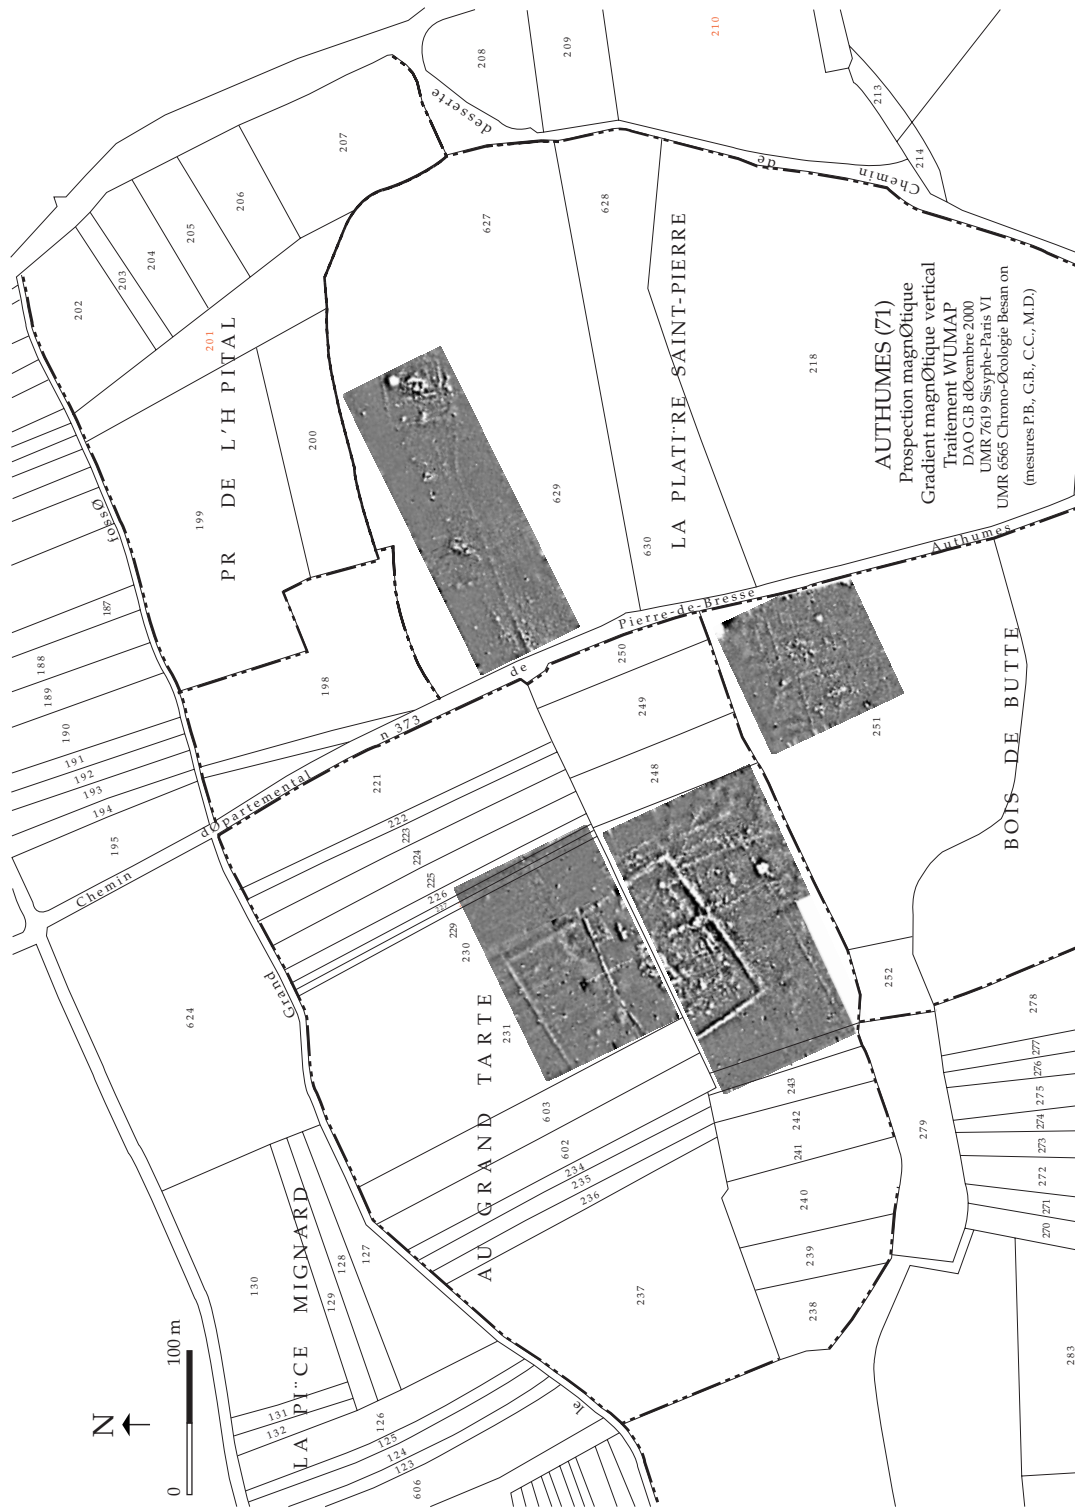 208
209
210
213
214
desserte
de
Chemin
207
206
205
204
203
202
201
200
199
PR DE L'H PITAL
fossØ
627
628
629
630
LA PLATIˮRE SAINT-PIERRE
218
AUTHUMES (71)
Prospection magnØtique
Gradient magnØtique vertical
Traitement WUMAP
DAO G.B dØcembre 2000
UMR 7619 Sisyphe-Paris VI
UMR 6565 Chrono-Øcologie Besan on
(mesures P.B., G.B., C.C., M.D.)
187
188
189
190
191
192
193
194
195
198
Chemin
dØpartemental
n 373
de
Pierre-de-Bresse
Authumes
221
222
223
224
225
226
227
229
230
231
250
249
248
251
BOIS DE BUTTE
252
624
Grand
AU GRAND TARTE
603
602
234
235
236
237
243
242
241
240
239
238
278
277
276
275
274
273
272
271
270
279
283
130
129
128
127
LA PIˮCE MIGNARD
131
132
126
125
124
123
606
le
N
0 100 m